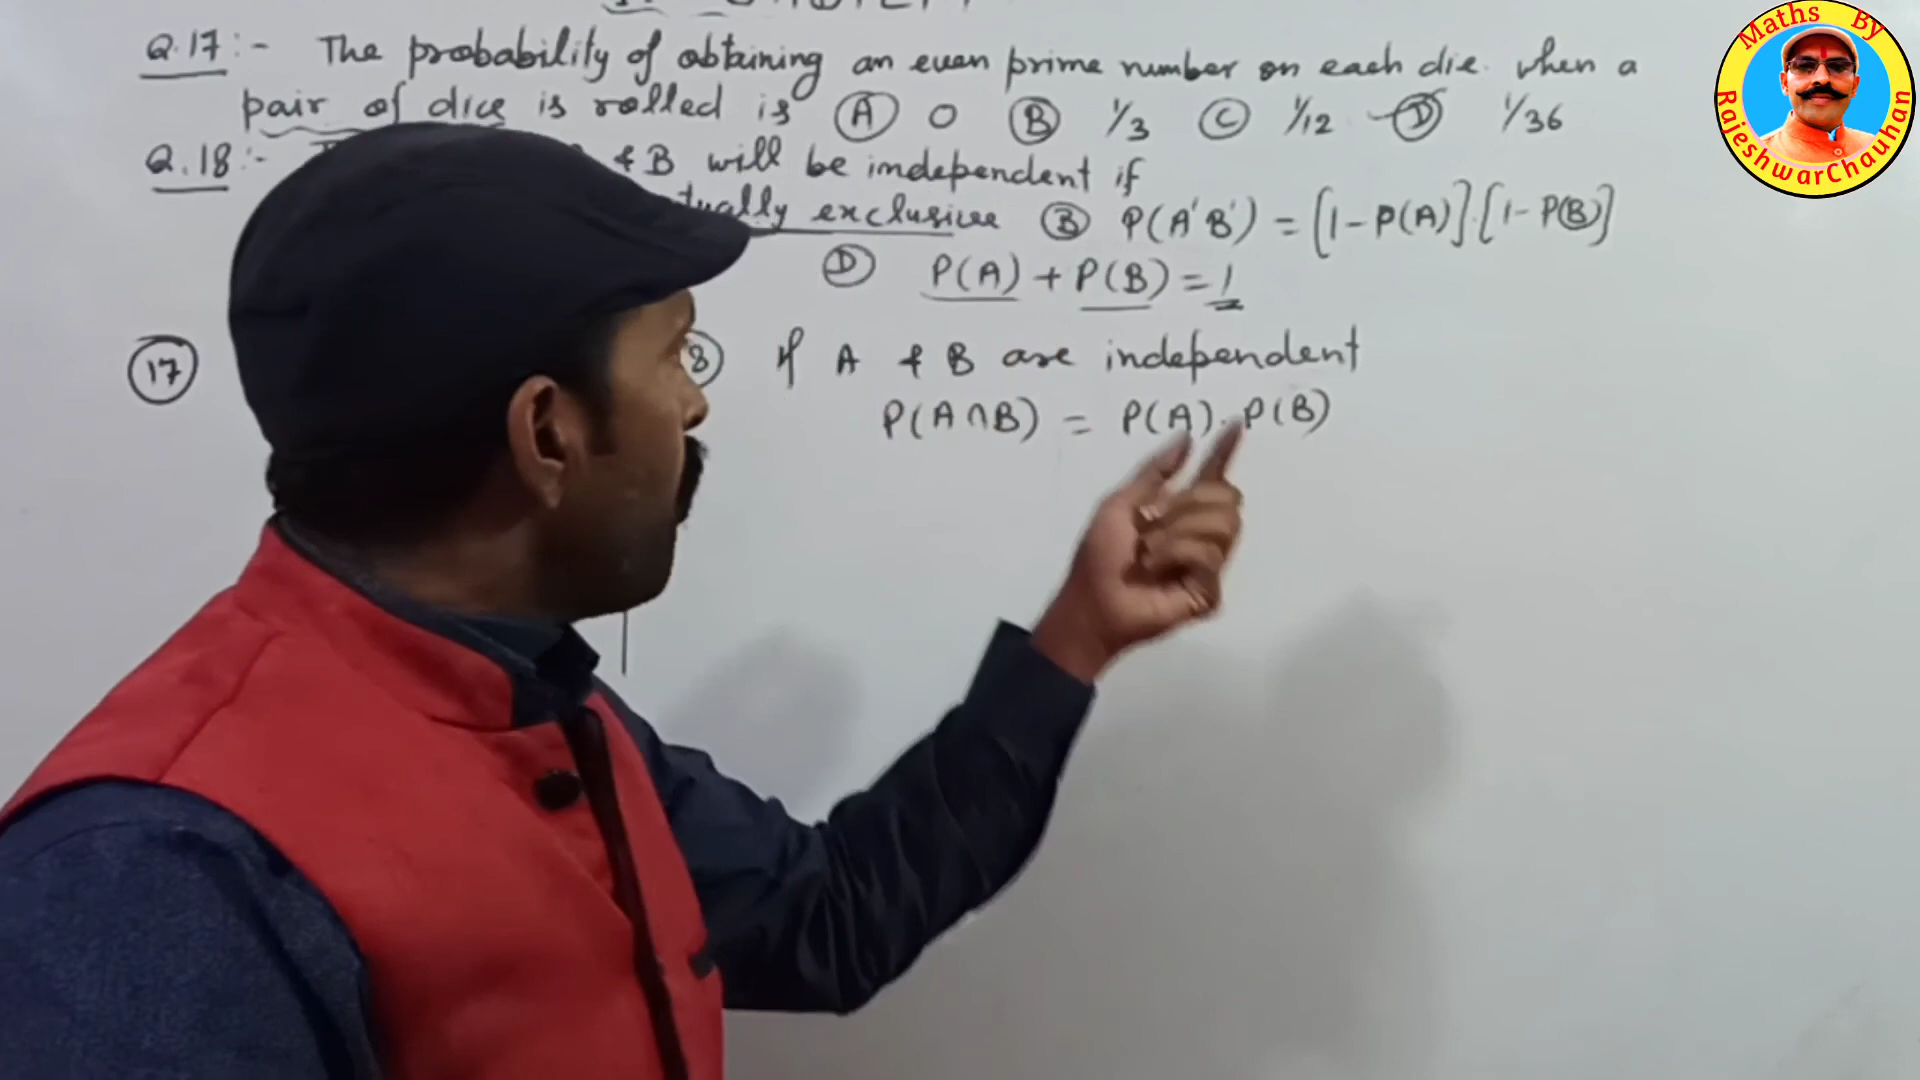 Q.17:- The probability of obtaining an even prime number on each die. when a
pair of dice is rolled is (A) 0 (B) 1/3 (C) 1/12 (D) 1/36
Q.18:- & B will be independent if
exclusive (B) P(A'B') = [1-P(A)].[1-P(B)]
(D) P(A) + P(B) = 1
(17) If A & B are independent
P(A∩B) = P(A).P(B)
Maths By
RajeshwarChauhan